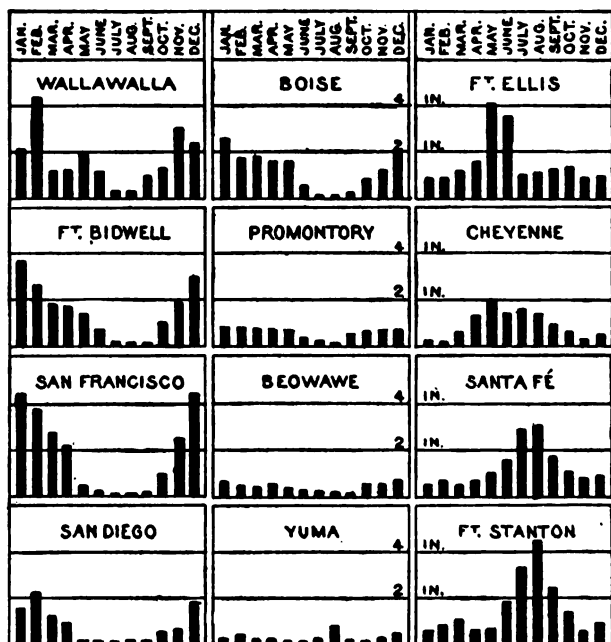 JAN. FEB. MAR. APR. MAY JUNE JULY AUG. SEPT. OCT. NOV. DEC. JAN. FEB. MAR. APR. MAY JUNE JULY AUG. SEPT. OCT. NOV. DEC. JAN. FEB. MAR. APR. MAY JUNE JULY AUG. SEPT. OCT. NOV. DEC.
WALLAWALLA BOISE FT. ELLIS
4 IN.
2 IN.
FT. BIDWELL PROMONTORY CHEYENNE
4 IN.
2 IN.
SAN FRANCISCO BEOWAWE SANTA FÉ
4 IN.
2 IN.
SAN DIEGO YUMA FT. STANTON
4 IN.
2 IN.